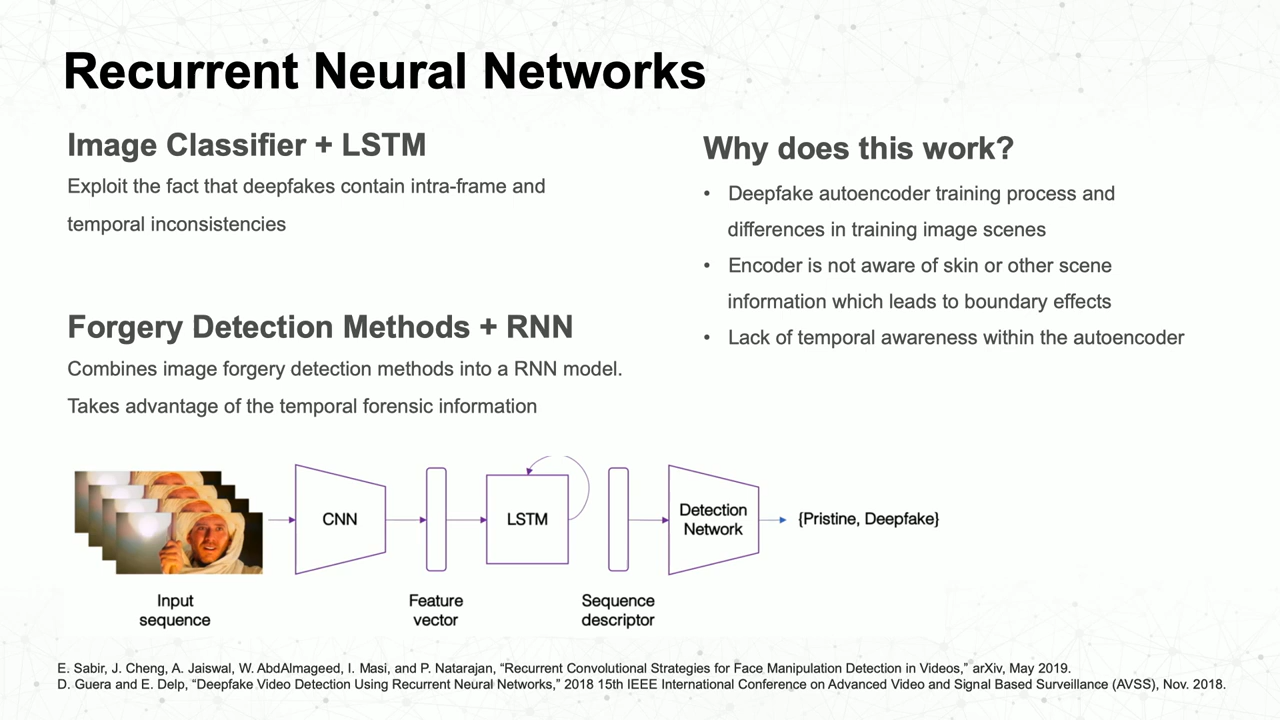 Recurrent Neural Networks
Image Classifier + LSTM
Exploit the fact that deepfakes contain intra-frame and
temporal inconsistencies
Forgery Detection Methods + RNN
Combines image forgery detection methods into a RNN model.
Takes advantage of the temporal forensic information
Why does this work?
• Deepfake autoencoder training process and
differences in training image scenes
• Encoder is not aware of skin or other scene
information which leads to boundary effects
• Lack of temporal awareness within the autoencoder
CNN
LSTM
Detection
Network
{Pristine, Deepfake}
Input
sequence
Feature
vector
Sequence
descriptor
E. Sabir, J. Cheng, A. Jaiswal, W. AbdAlmageed, I. Masi, and P. Natarajan, “Recurrent Convolutional Strategies for Face Manipulation Detection in Videos,” arXiv, May 2019.
D. Guera and E. Delp, “Deepfake Video Detection Using Recurrent Neural Networks,” 2018 15th IEEE International Conference on Advanced Video and Signal Based Surveillance (AVSS), Nov. 2018.